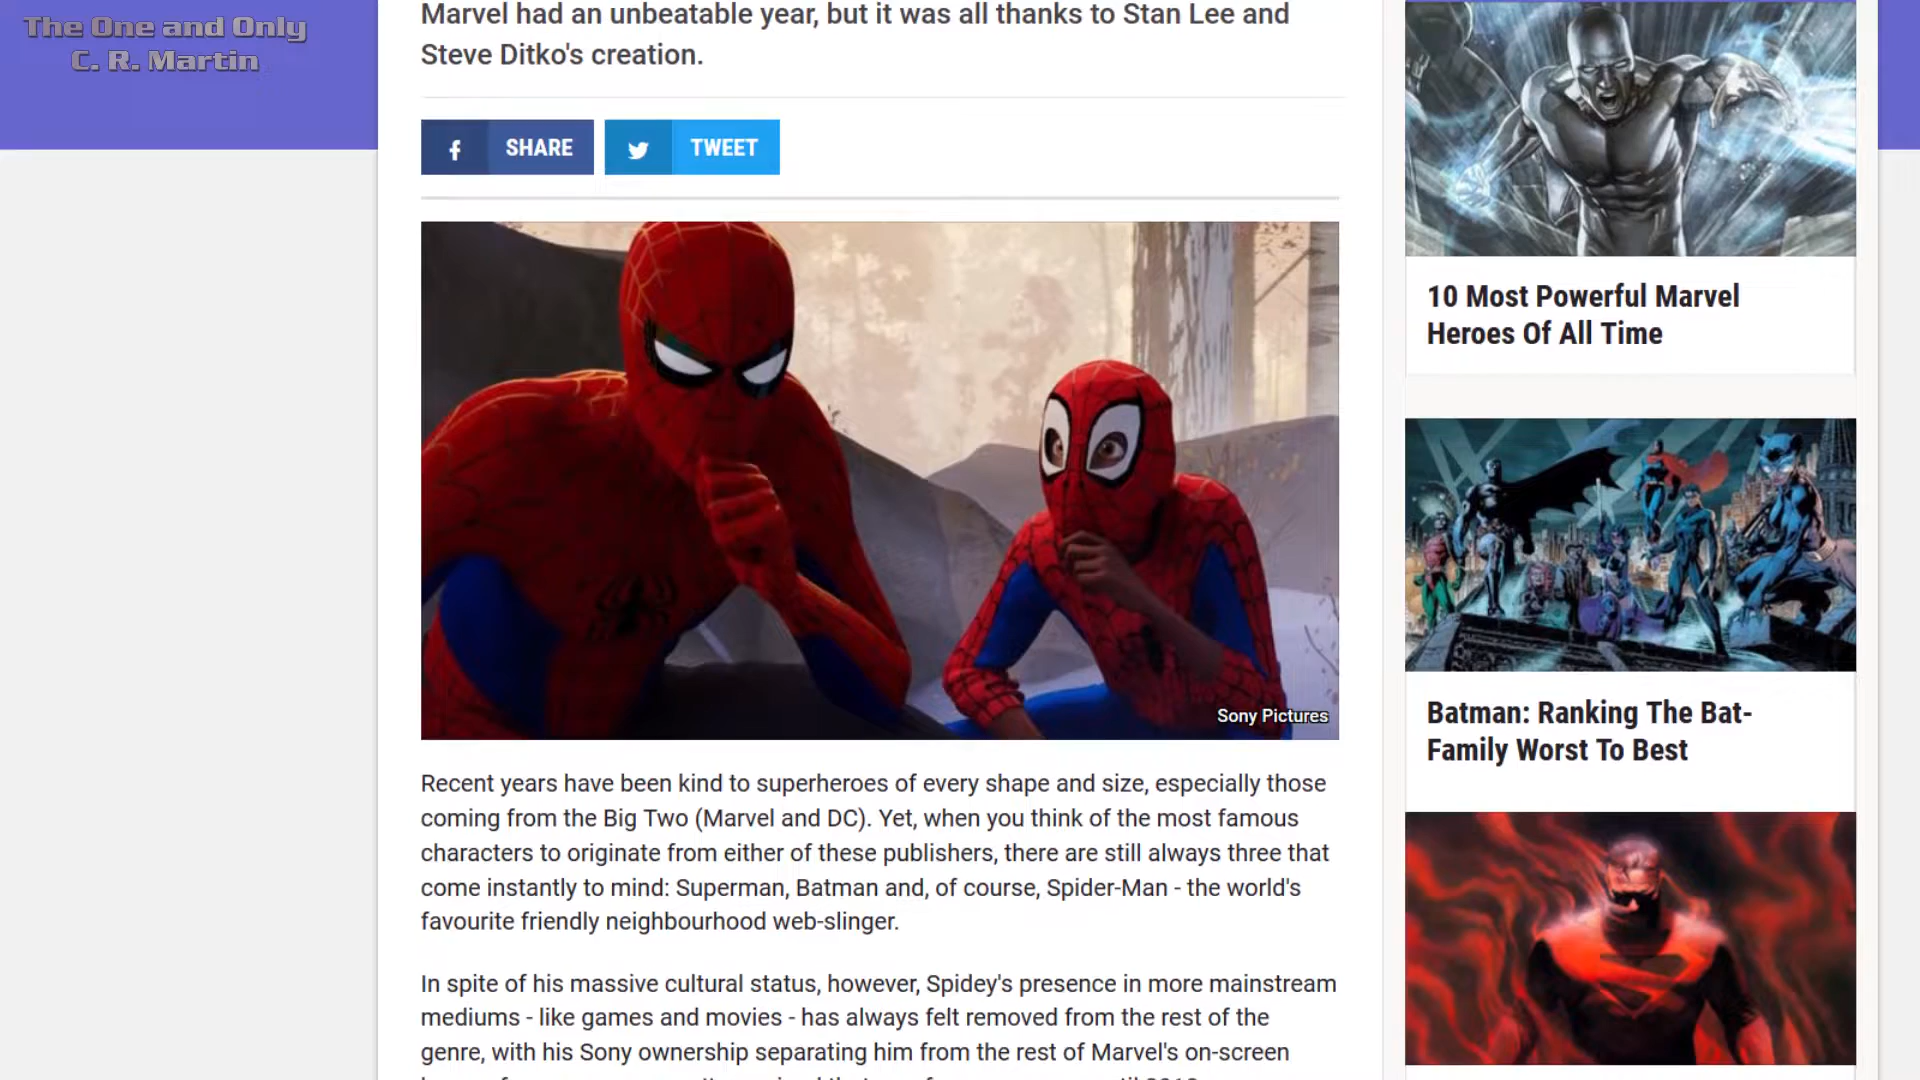 The One and Only
C. R. Martin
Marvel had an unbeatable year, but it was all thanks to Stan Lee and
Steve Ditko's creation.
SHARE
TWEET
Sony Pictures
Recent years have been kind to superheroes of every shape and size, especially those
coming from the Big Two (Marvel and DC). Yet, when you think of the most famous
characters to originate from either of these publishers, there are still always three that
come instantly to mind: Superman, Batman and, of course, Spider-Man - the world's
favourite friendly neighbourhood web-slinger.
In spite of his massive cultural status, however, Spidey's presence in more mainstream
mediums - like games and movies - has always felt removed from the rest of the
genre, with his Sony ownership separating him from the rest of Marvel's on-screen
10 Most Powerful Marvel
Heroes Of All Time
Batman: Ranking The Bat-
Family Worst To Best